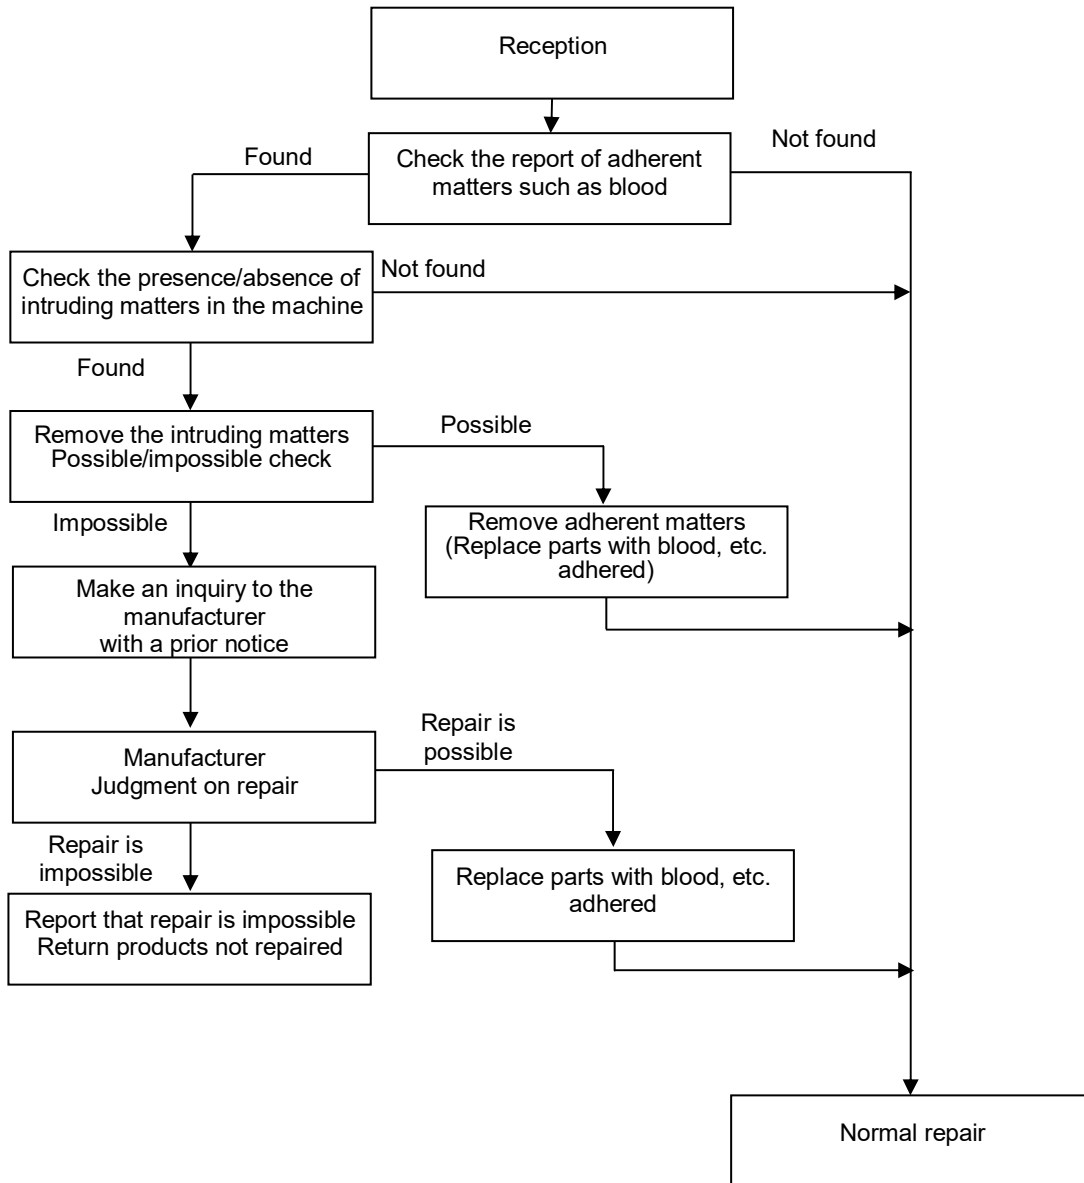 Reception
Not found
Found
Check the report of adherent
matters such as blood
Check the presence/absence of
intruding matters in the machine
Not found
Found
Remove the intruding matters
Possible/impossible check
Possible
Impossible
Remove adherent matters
(Replace parts with blood, etc.
adhered)
Make an inquiry to the
manufacturer
with a prior notice
Manufacturer
Judgment on repair
Repair is
possible
Repair is
impossible
Replace parts with blood, etc.
adhered
Report that repair is impossible
Return products not repaired
Normal repair